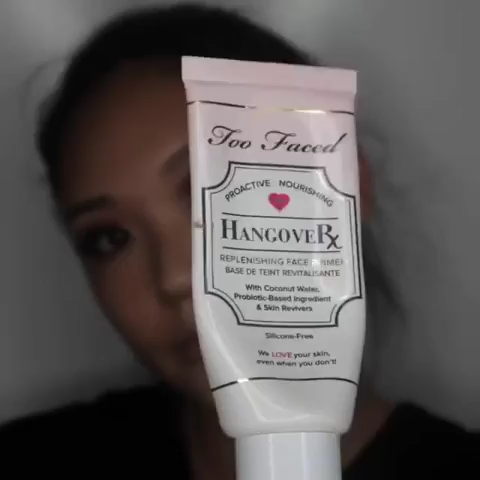 Too Faced
PROACTIVE NOURISHING
HANGOVERx
REPLENISHING FACE PRIMER
BASE DE TEINT REVITALISANTE
With Coconut Water,
Probiotic-Based Ingredient
& Skin Revivers
Silicone-Free
We LOVE your skin,
even when you don't!